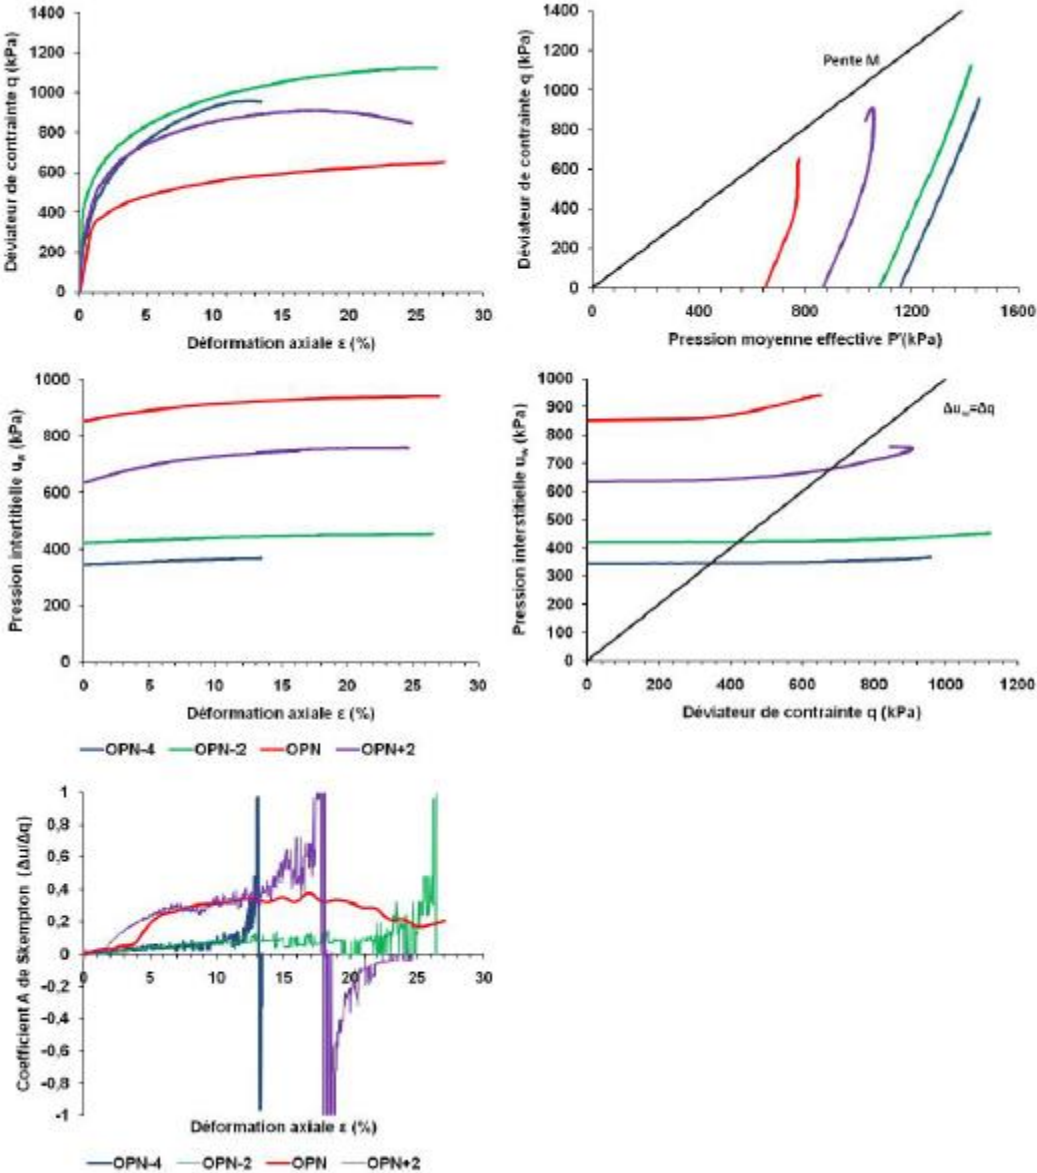 Déviateur de contrainte q (kPa)
1400
1200
1000
800
600
400
200
0
0 5 10 15 20 25 30
Déformation axiale ε (%)
Déviateur de contrainte q (kPa)
1400
1200
1000
800
600
400
200
0
Pente M
0 400 800 1200 1600
Pression moyenne effective P'(kPa)
Pression intertitielle uw (kPa)
1000
800
600
400
200
0
0 5 10 15 20 25 30
Déformation axiale ε (%)
Pression interstitielle uw (kPa)
1000
900
800
700
600
500
400
300
200
100
0
Δuw=Δq
0 200 400 600 800 1000 1200
Déviateur de contrainte q (kPa)
OPN-4 OPN-2 OPN OPN+2
Coefficient A de Skempton (Δu/Δq)
1
0,8
0,6
0,4
0,2
0
-0,2
-0,4
-0,6
-0,8
-1
0 5 10 15 20 25 30
Déformation axiale ε (%)
OPN-4 OPN-2 OPN OPN+2